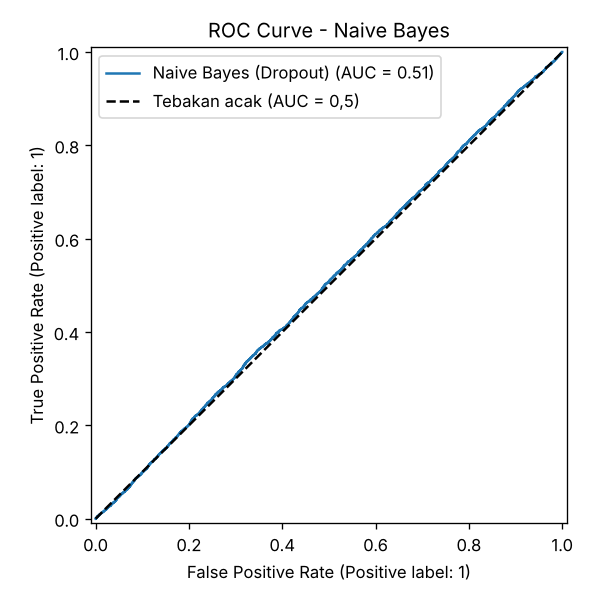 ROC Curve - Naive Bayes
Naive Bayes (Dropout) (AUC = 0.51)
Tebakan acak (AUC = 0,5)
True Positive Rate (Positive label: 1)
1.0
0.8
0.6
0.4
0.2
0.0
0.0 0.2 0.4 0.6 0.8 1.0
False Positive Rate (Positive label: 1)